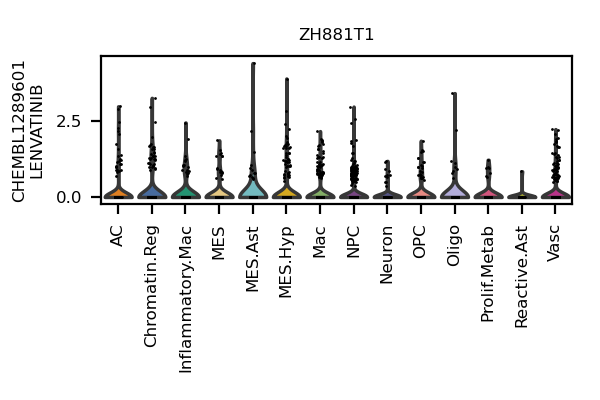 ZH881T1
CHEMBL1289601
LENVATINIB
2.5
0.0
AC
Chromatin.Reg
Inflammatory.Mac
MES
MES.Ast
MES.Hyp
Mac
NPC
Neuron
OPC
Oligo
Prolif.Metab
Reactive.Ast
Vasc